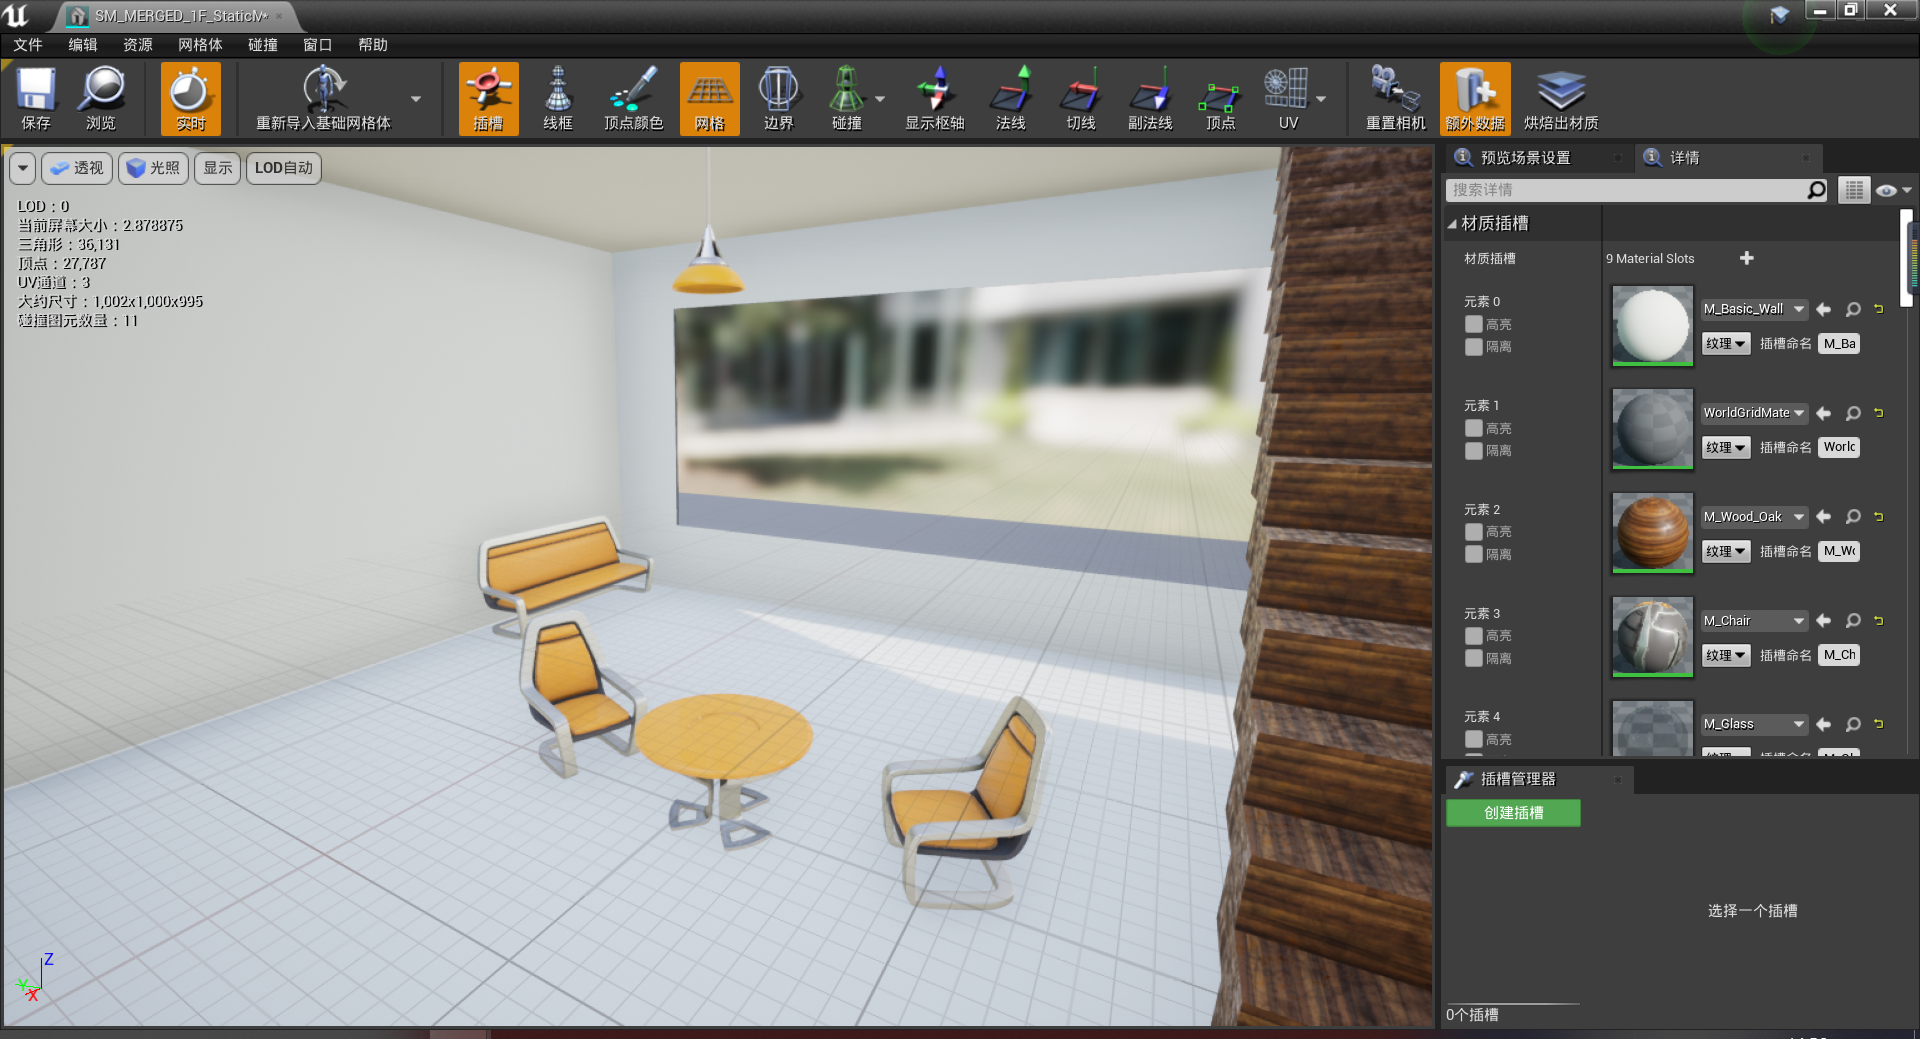 SM_MERGED_1F_StaticM*
文件 编辑 资源 网格体 碰撞 窗口 帮助
保存 浏览 实时 重新导入基础网格体 插槽 线框 顶点颜色 网格 边界 碰撞 显示枢轴 法线 切线 副法线 顶点 UV 重置相机 额外数据 烘焙出材质
透视 光照 显示 LOD自动
LOD：0
当前屏幕大小：2.878875
三角形：36,131
顶点：27,787
UV通道：3
大约尺寸：1,002x1,000x995
碰撞图元数量：11
Z
Y
X
预览场景设置 详情
搜索详情
材质插槽
材质插槽 9 Material Slots
元素 0 M_Basic_Wall
高亮
隔离 纹理 插槽命名 M_Ba
元素 1 WorldGridMate
高亮
隔离 纹理 插槽命名 World
元素 2 M_Wood_Oak
高亮
隔离 纹理 插槽命名 M_Wo
元素 3 M_Chair
高亮
隔离 纹理 插槽命名 M_Ch
元素 4 M_Glass
高亮
纹理 插槽命名
插槽管理器
创建插槽
选择一个插槽
0个插槽